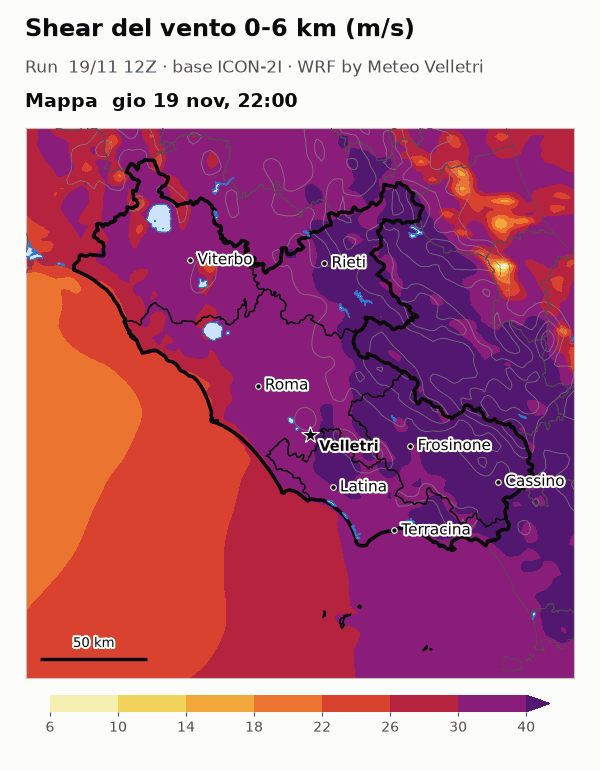 Shear del vento 0-6 km (m/s)
Run  19/11 12Z · base ICON-2I · WRF by Meteo Velletri
Mappa  gio 19 nov, 22:00
Viterbo
Rieti
Roma
Velletri
Frosinone
Latina
Cassino
Terracina
50 km
6 10 14 18 22 26 30 40